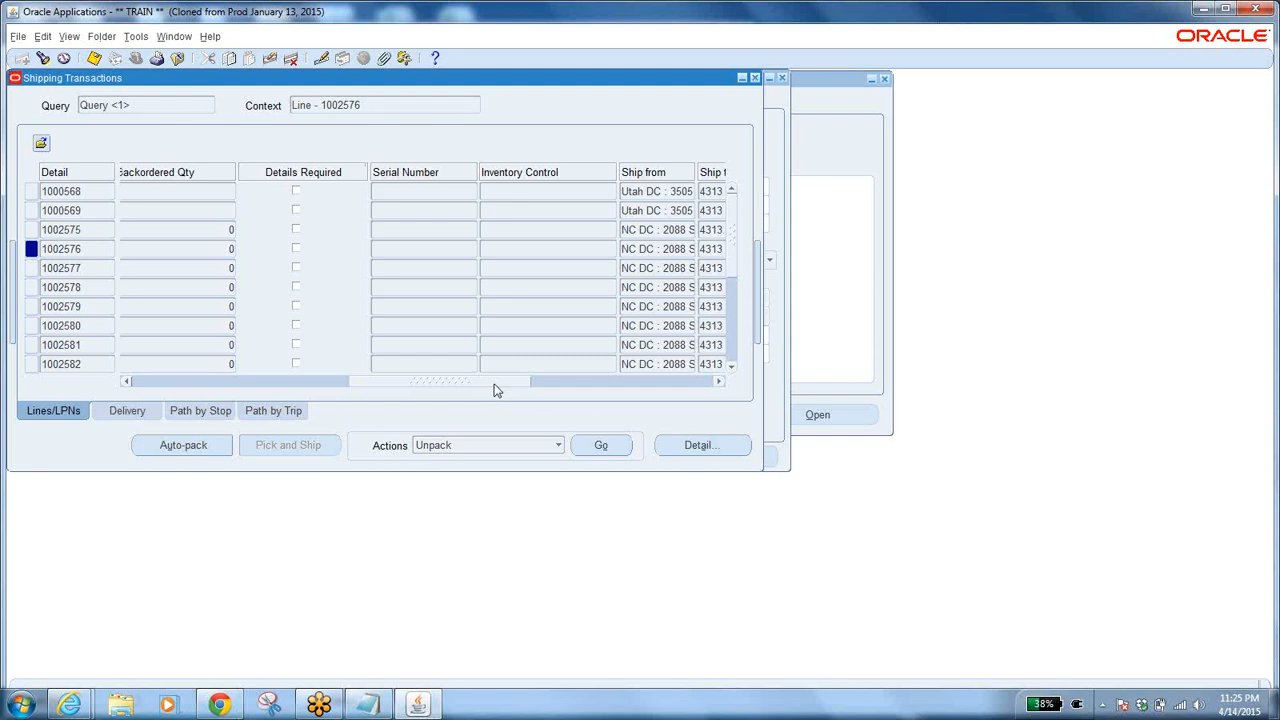 Oracle Applications - ** TRAIN ** (Cloned from Prod January 13, 2015)
File Edit View Folder Tools Window Help
ORACLE
Shipping Transactions
Query Query <1> Context Line - 1002576
Detail Backordered Qty Details Required Serial Number Inventory Control Ship from Ship t
1000568 Utah DC : 3505 4313
1000569 Utah DC : 3505 4313
1002575 0 NC DC : 2088 S 4313
1002576 0 NC DC : 2088 S 4313
1002577 0 NC DC : 2088 S 4313
1002578 0 NC DC : 2088 S 4313
1002579 0 NC DC : 2088 S 4313
1002580 0 NC DC : 2088 S 4313
1002581 0 NC DC : 2088 S 4313
1002582 0 NC DC : 2088 S 4313
Lines/LPNs Delivery Path by Stop Path by Trip
Open
Auto-pack Pick and Ship Actions Unpack Go Detail...
38%
11:25 PM
4/14/2015